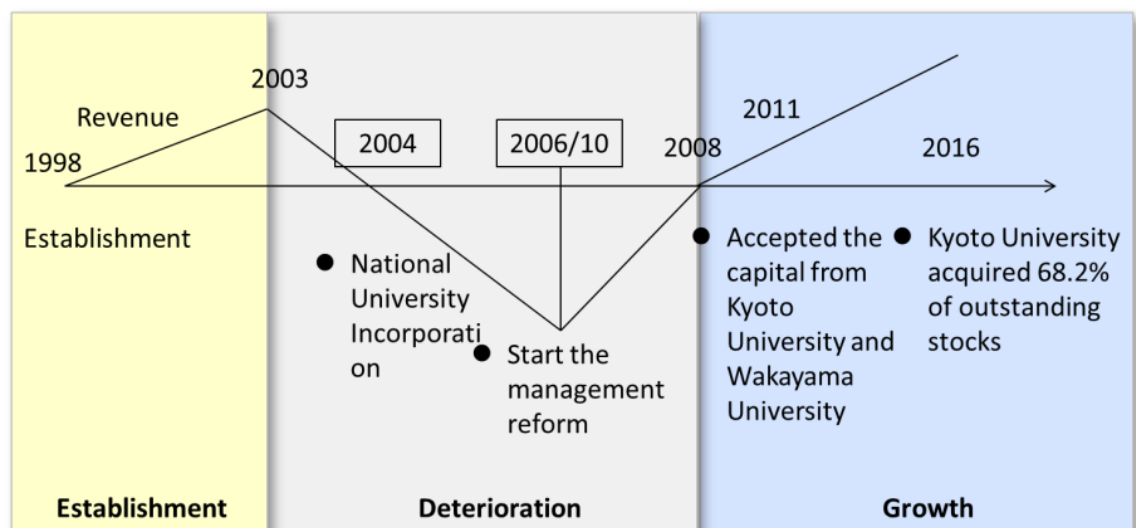 2003
Revenue
1998
2004
2006/10
2008
2011
2016
Establishment
● National
University
Incorporati
on
● Start the
management
reform
● Accepted the
capital from
Kyoto
University and
Wakayama
University
● Kyoto University
acquired 68.2%
of outstanding
stocks
Establishment
Deterioration
Growth